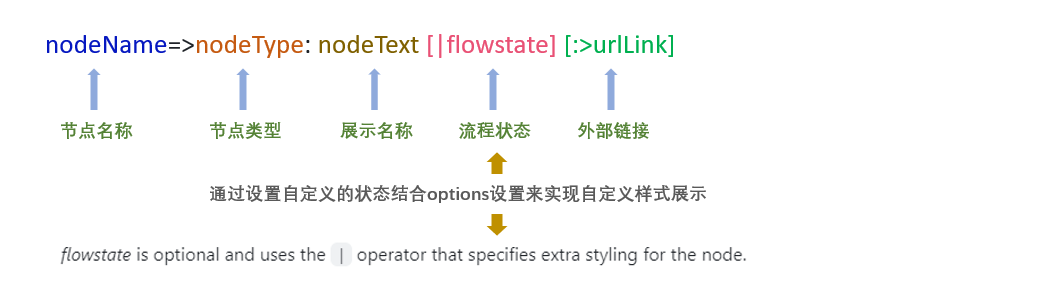 nodeName=>nodeType: nodeText [|flowstate] [:>urlLink]
节点名称 节点类型 展示名称 流程状态 外部链接
通过设置自定义的状态结合options设置来实现自定义样式展示
flowstate is optional and uses the | operator that specifies extra styling for the node.